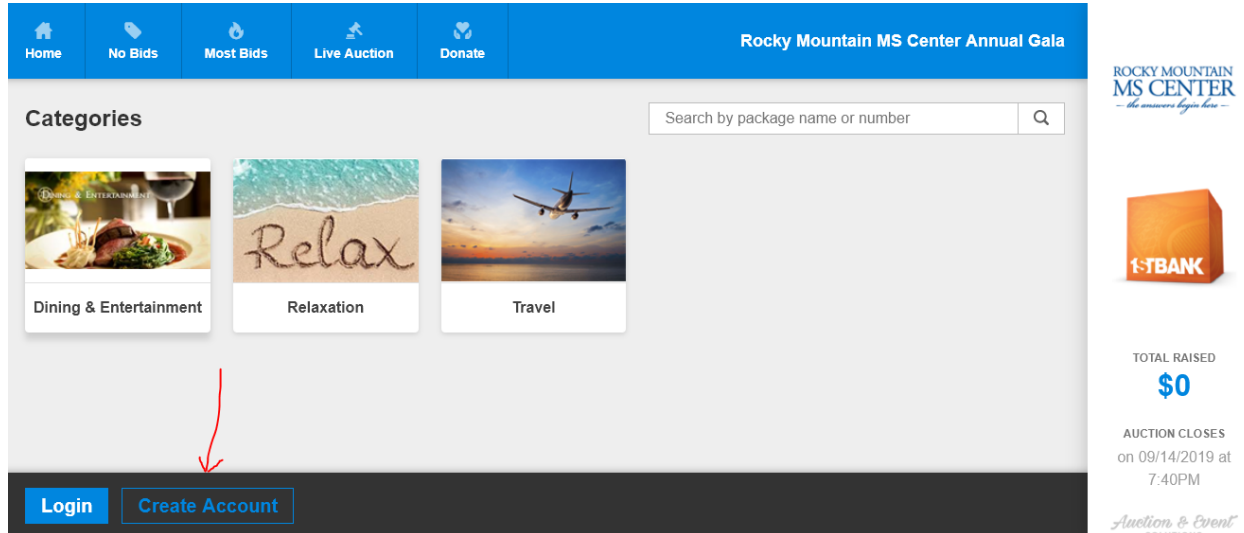 Home
No Bids
Most Bids
Live Auction
Donate
Rocky Mountain MS Center Annual Gala
Categories
Search by package name or number
DINING & ENTERTAINMENT
Relax
Dining & Entertainment
Relaxation
Travel
Login
Create Account
ROCKY MOUNTAIN
MS CENTER
– the answers begin here –
1STBANK
TOTAL RAISED
$0
AUCTION CLOSES
on 09/14/2019 at
7:40PM
Auction & Event